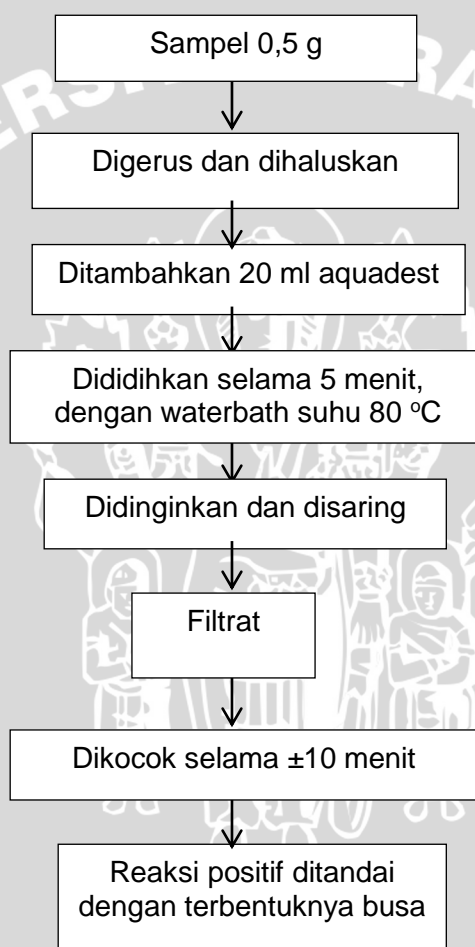 Sampel 0,5 g
Digerus dan dihaluskan
Ditambahkan 20 ml aquadest
Dididihkan selama 5 menit,
dengan waterbath suhu 80 °C
Didinginkan dan disaring
Filtrat
Dikocok selama ±10 menit
Reaksi positif ditandai
dengan terbentuknya busa